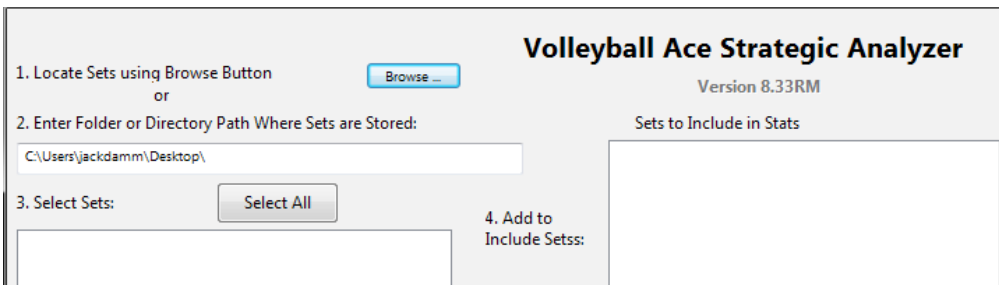 Volleyball Ace Strategic Analyzer
Version 8.33RM
1. Locate Sets using Browse Button
Browse ...
or
2. Enter Folder or Directory Path Where Sets are Stored:
C:\Users\jackdamm\Desktop\
3. Select Sets:
Select All
4. Add to
Include Setss:
Sets to Include in Stats